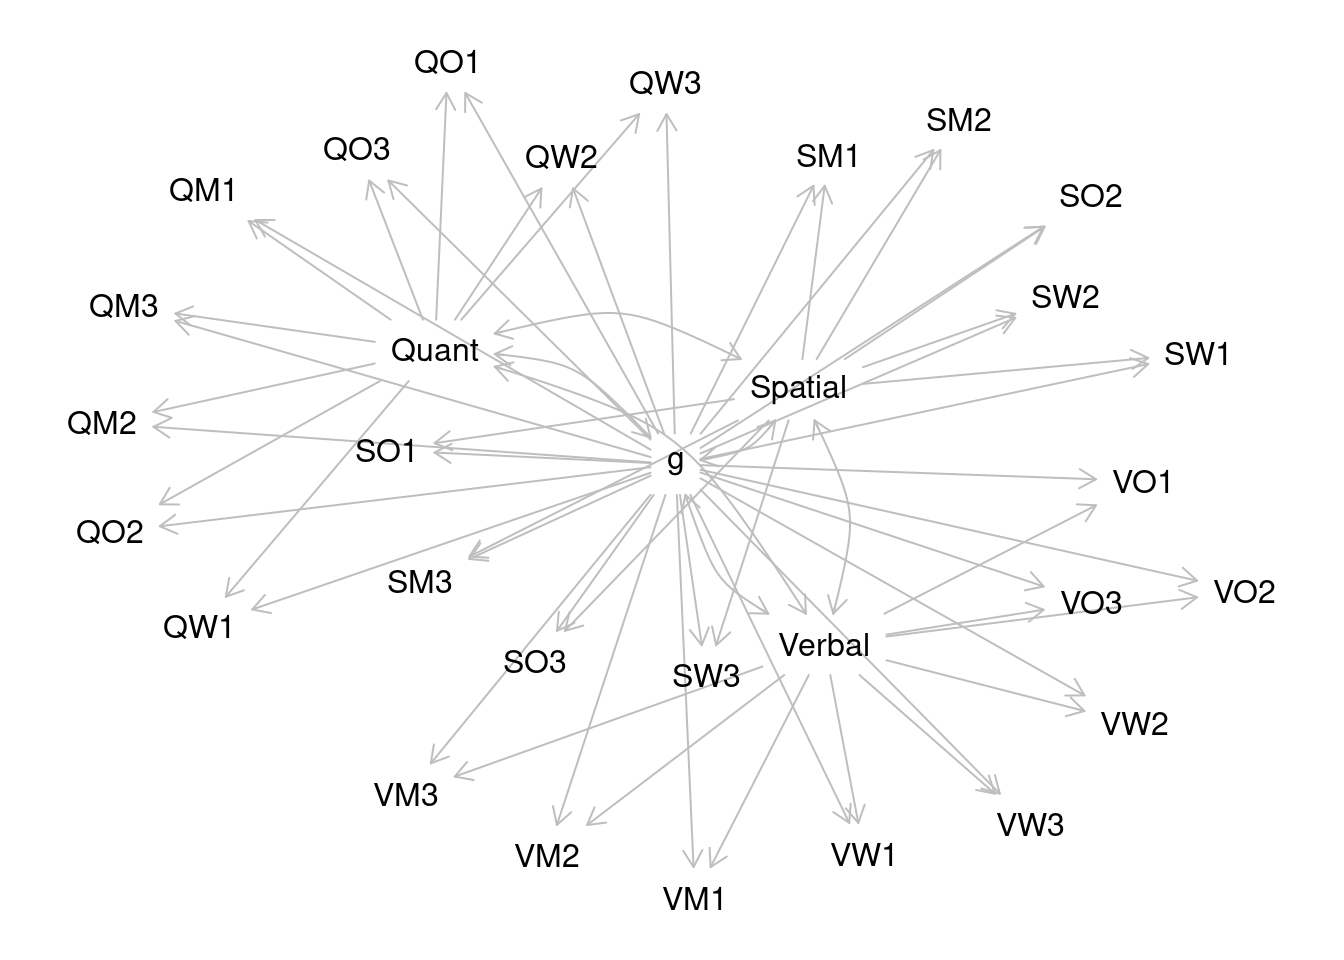 QO1
QW3
SM2
QO3
QW2
SM1
QM1
SO2
QM3
SW2
Quant
SW1
Spatial
QM2
SO1
g
VO1
QO2
SM3
VO3
VO2
QW1
Verbal
SO3
SW3
VW2
VM3
VW3
VM2
VW1
VM1